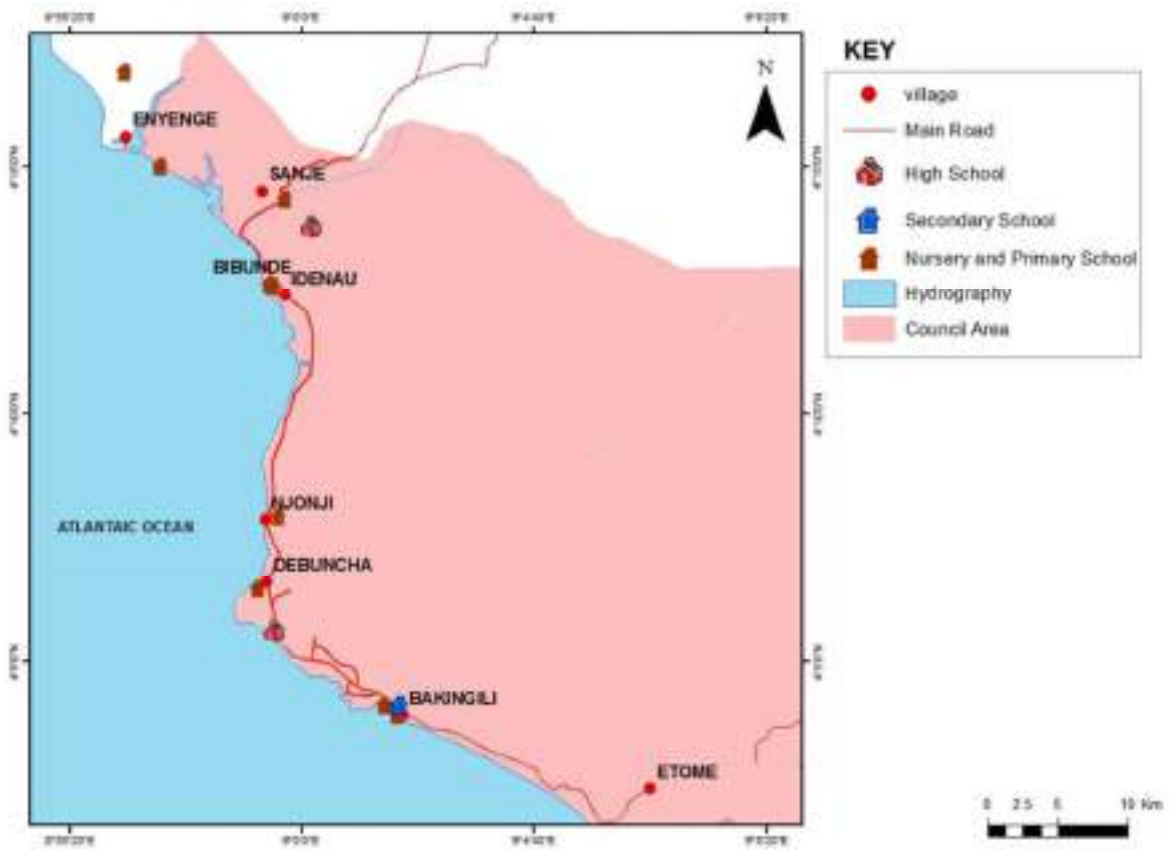 N
ENYENGE
SANJE
BIBUNDE
IDENAU
NJONJI
ATLANTAIC OCEAN
DEBUNCHA
BAKINGILI
ETOME
KEY
village
Main Road
High School
Secondary School
Nursery and Primary School
Hydrography
Council Area
0 2.5 5 10 Km